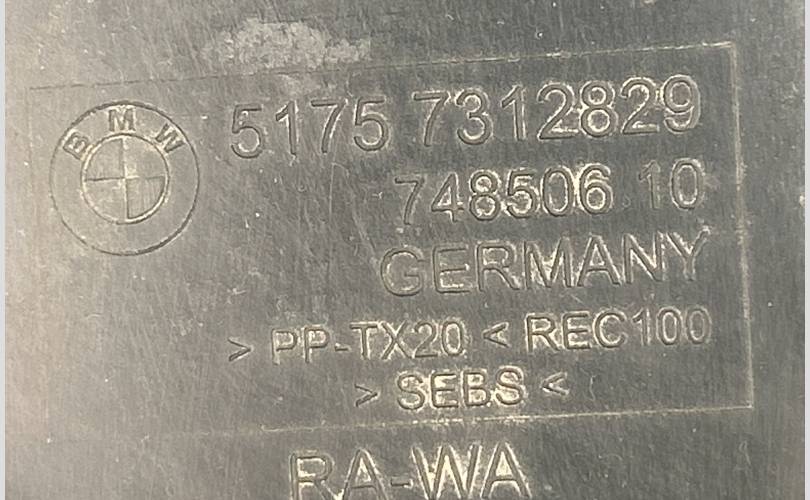 BMW
5175 7312829
748506 10
GERMANY
> PP-TX20 < REC100
> SEBS <
RA-WA